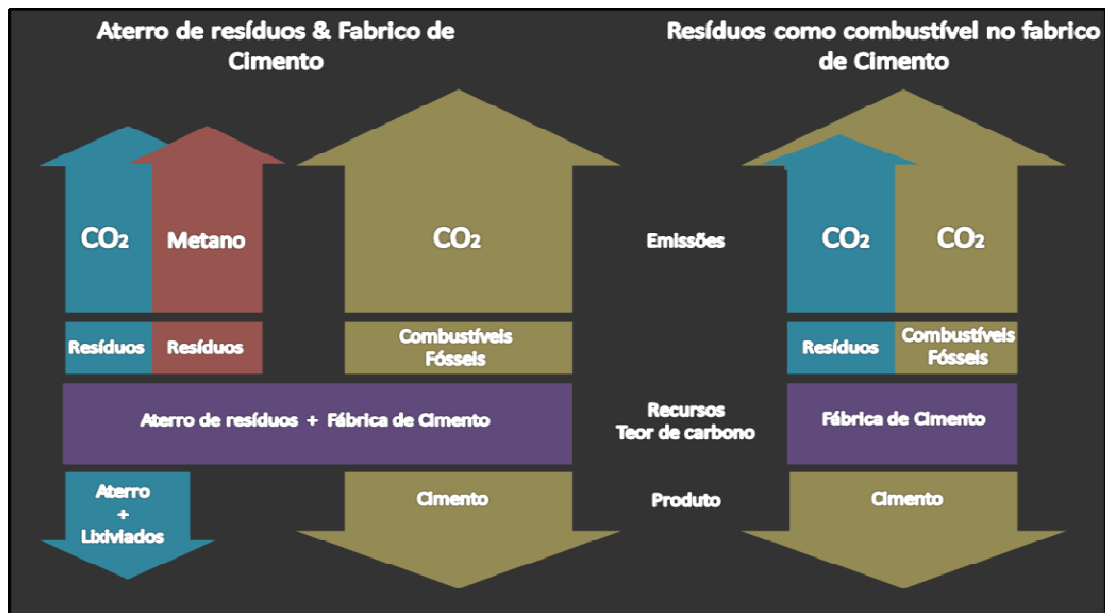 Aterro de resíduos & Fabrico de
Cimento
Resíduos como combustível no fabrico
de Cimento
CO₂
Metano
CO₂
Emissões
CO₂
CO₂
Resíduos
Resíduos
Combustíveis
Fósseis
Resíduos
Combustíveis
Fósseis
Aterro de resíduos + Fábrica de Cimento
Recursos
Teor de carbono
Fábrica de Cimento
Aterro
+
Lixiviados
Cimento
Produto
Cimento